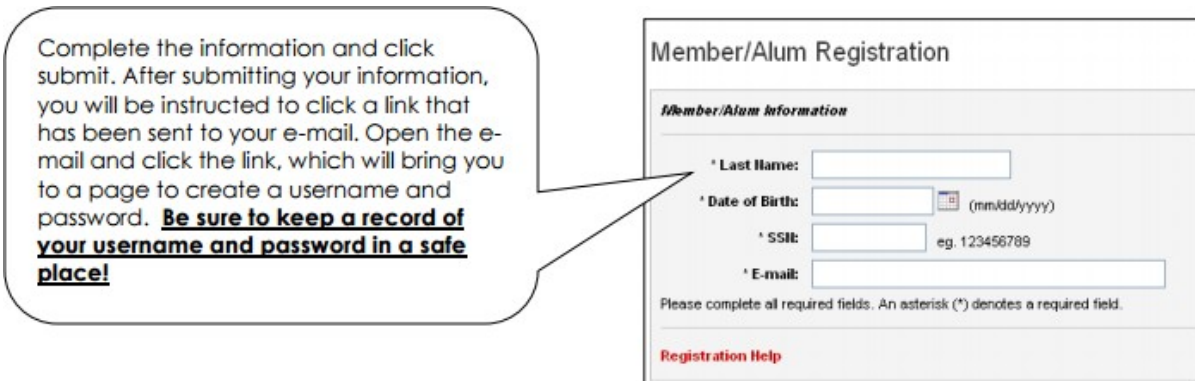 Complete the information and click
submit. After submitting your information,
you will be instructed to click a link that
has been sent to your e-mail. Open the e-
mail and click the link, which will bring you
to a page to create a username and
password. Be sure to keep a record of
your username and password in a safe
place!
Member/Alum Registration
Member/Alum Information
* Last Name:
* Date of Birth: (mm/dd/yyyy)
* SSN: eg. 123456789
* E-mail:
Please complete all required fields. An asterisk (*) denotes a required field.
Registration Help